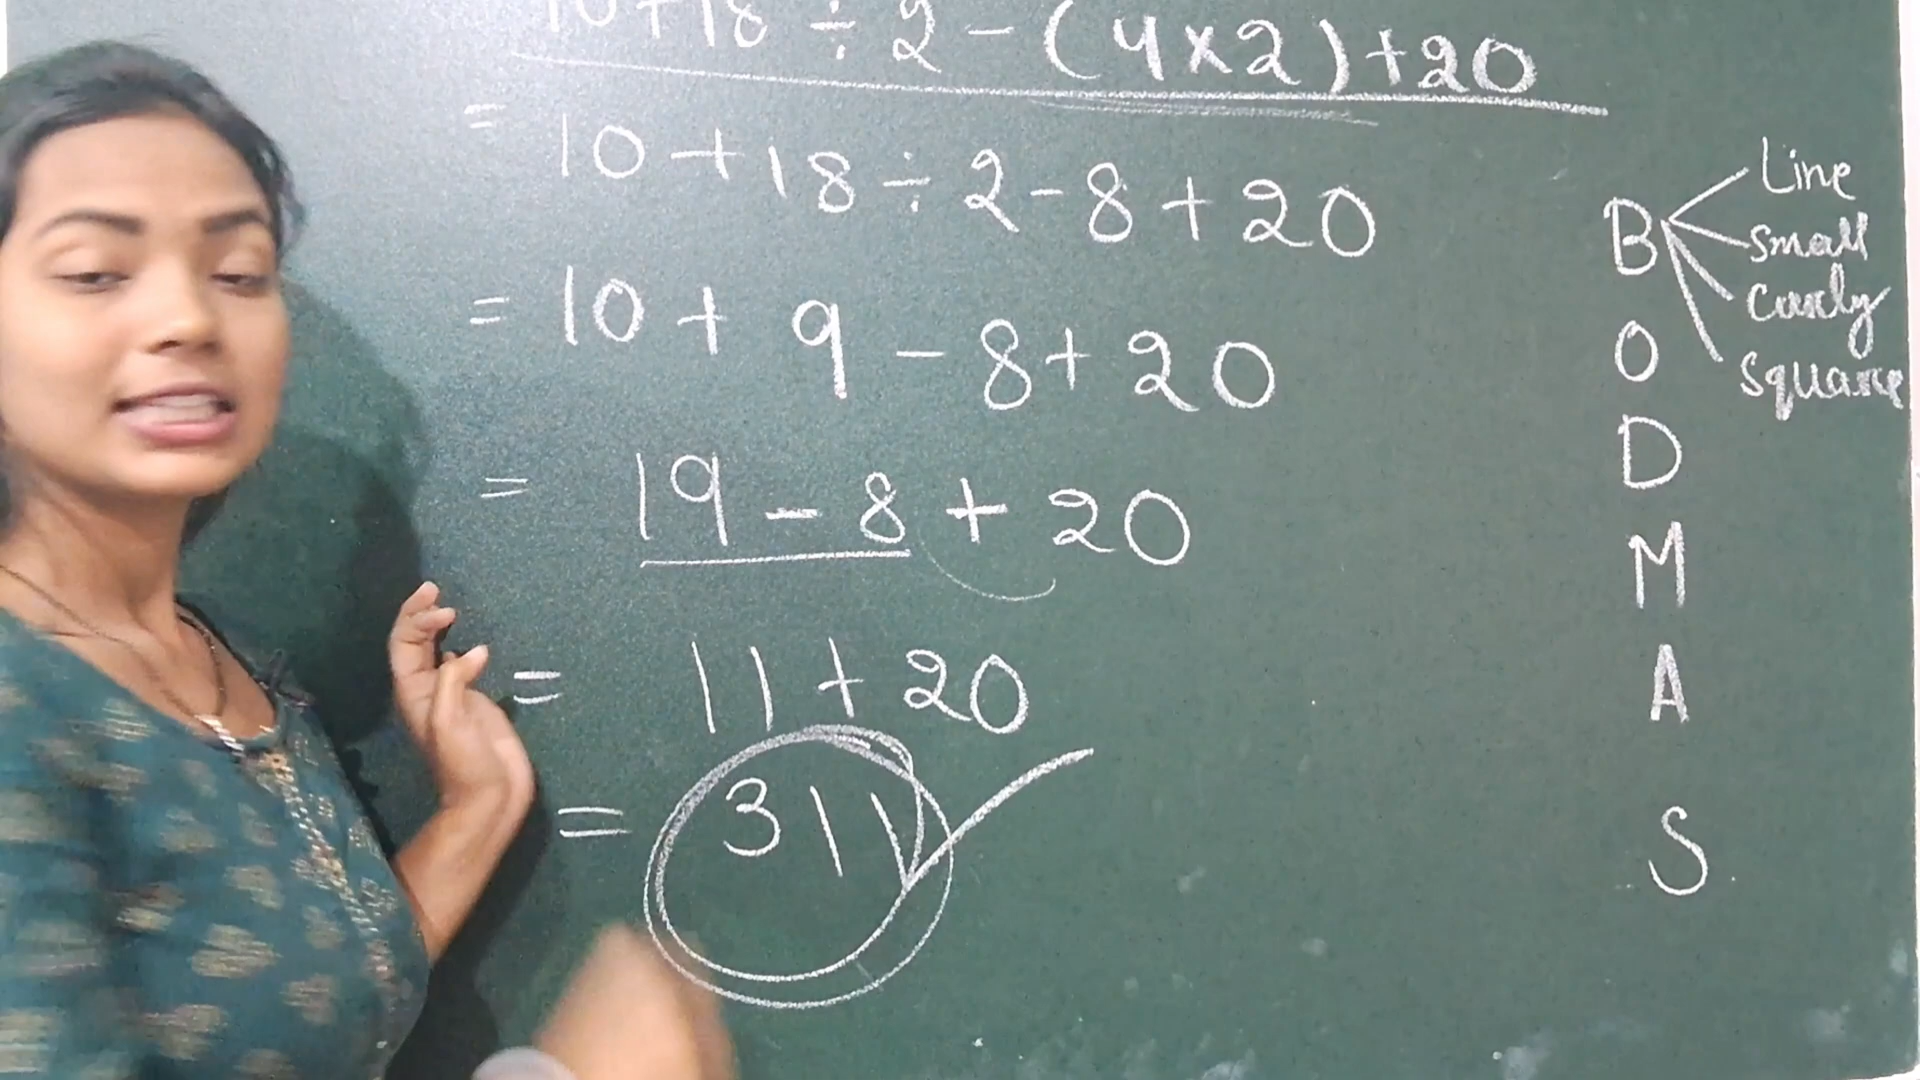 10+18÷2-(4×2)+20
= 10+18÷2-8+20
= 10+9-8+20
= 19-8+20
= 11+20
= 31
B
Line
Small
Curly
Square
O
D
M
A
S